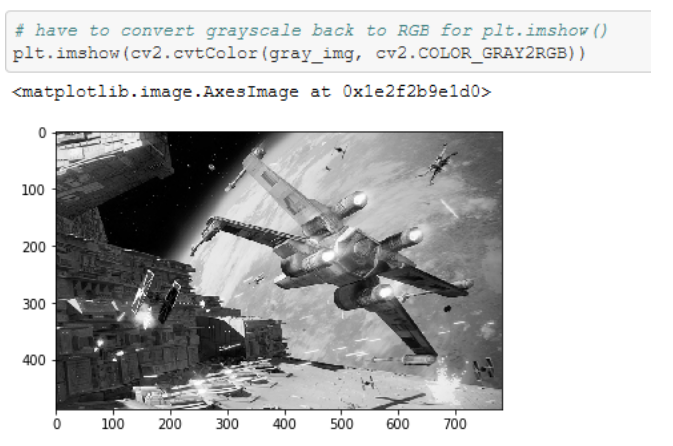 # have to convert grayscale back to RGB for plt.imshow()
plt.imshow(cv2.cvtColor(gray_img, cv2.COLOR_GRAY2RGB))
<matplotlib.image.AxesImage at 0x1e2f2b9e1d0>
0
100
200
300
400
0 100 200 300 400 500 600 700